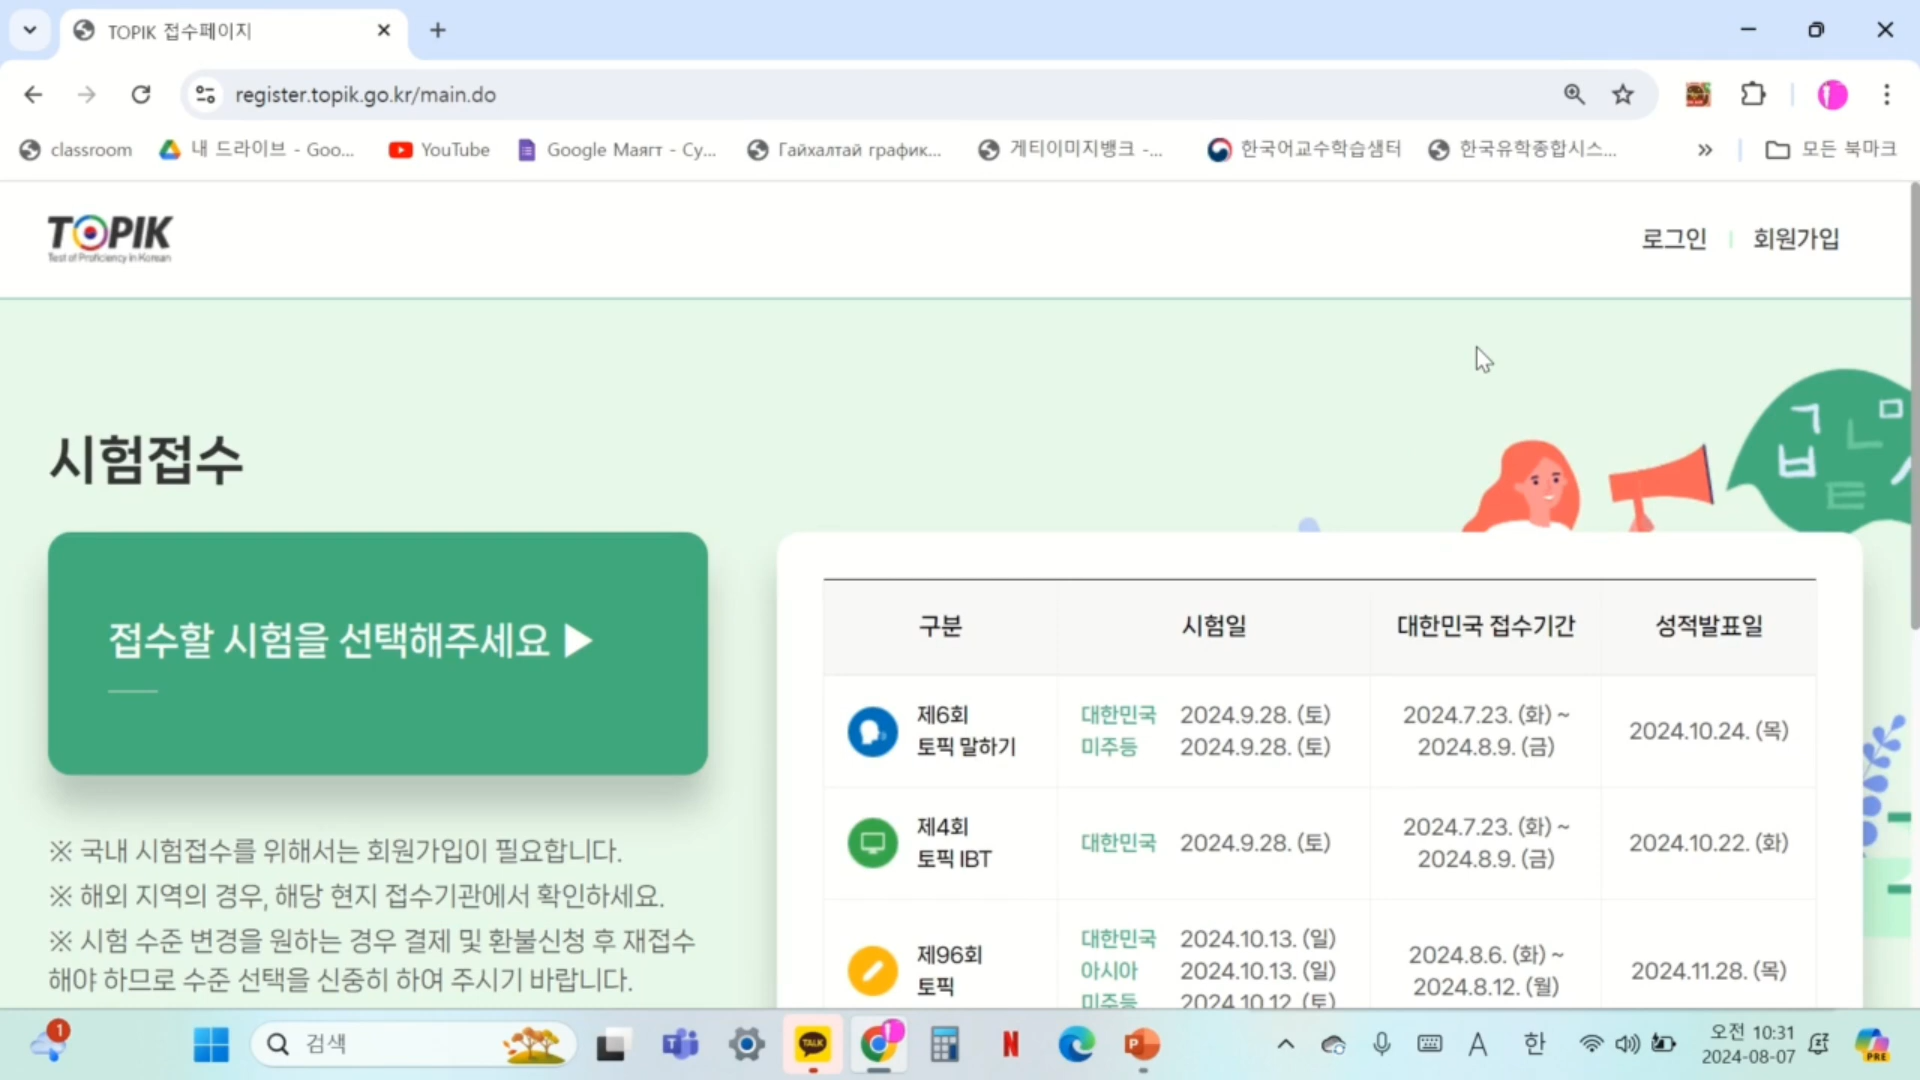 TOPIK 접수페이지
register.topik.go.kr/main.do
classroom
내 드라이브 - Goo...
YouTube
Google Маягт - Су...
Гайхалтай график...
게티이미지뱅크 -...
한국어교수학습샘터
한국유학종합시스...
모든 북마크
TOPIK
Test of Proficiency in Korean
로그인
회원가입
ㄱ ㄴ ㅁ
ㅂ ㅌ ㅅ
시험접수
접수할 시험을 선택해주세요 ▶
※ 국내 시험접수를 위해서는 회원가입이 필요합니다.
※ 해외 지역의 경우, 해당 현지 접수기관에서 확인하세요.
※ 시험 수준 변경을 원하는 경우 결제 및 환불신청 후 재접수
해야 하므로 수준 선택을 신중히 하여 주시기 바랍니다.
구분 시험일 대한민국 접수기간 성적발표일
제6회
토픽 말하기
대한민국 2024.9.28. (토)
미주등 2024.9.28. (토)
2024.7.23. (화) ~
2024.8.9. (금)
2024.10.24. (목)
제4회
토픽 IBT
대한민국 2024.9.28. (토)
2024.7.23. (화) ~
2024.8.9. (금)
2024.10.22. (화)
제96회
토픽
대한민국 2024.10.13. (일)
아시아 2024.10.13. (일)
미주등 2024.10.12. (토)
2024.8.6. (화) ~
2024.8.12. (월)
2024.11.28. (목)
1
검색
TALK
N
P
A
한
오전 10:31
2024-08-07
PRE